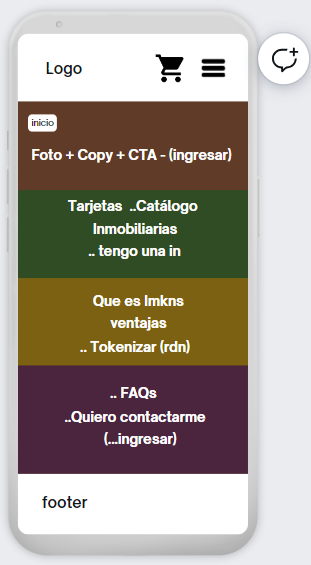 Logo
inicio
Foto + Copy + CTA - (ingresar)
Tarjetas ..Catálogo
Inmobiliarias
.. tengo una in
Que es lmkns
ventajas
.. Tokenizar (rdn)
.. FAQs
..Quiero contactarme
(...ingresar)
footer